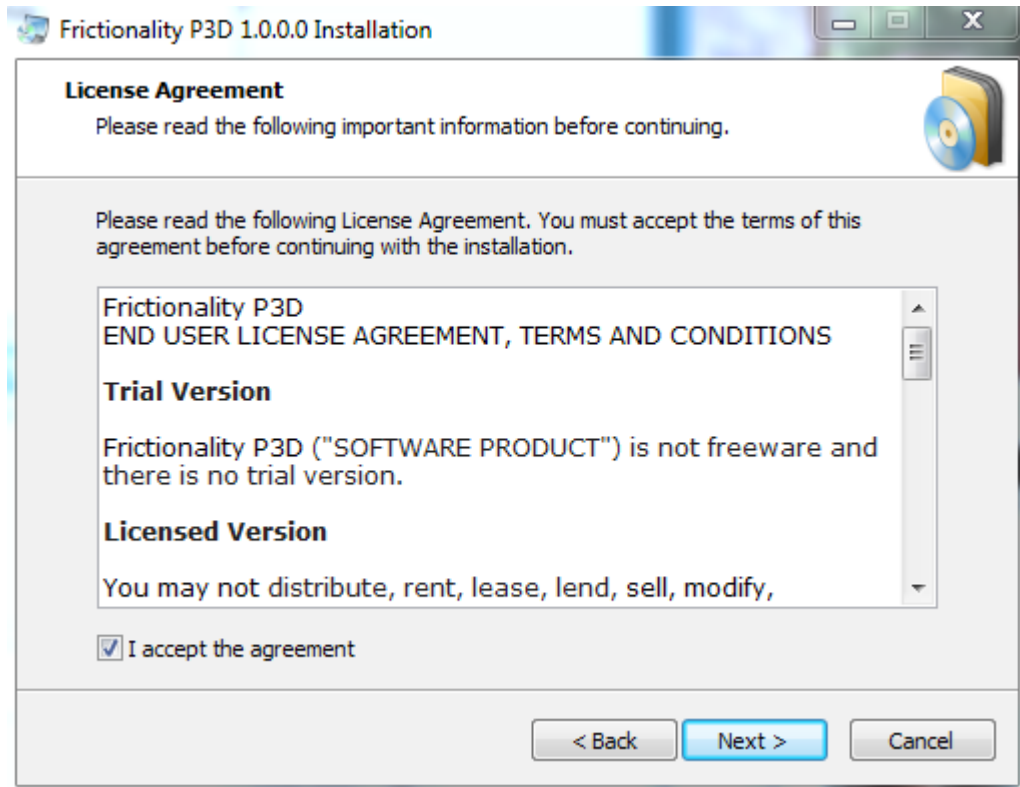 Frictionality P3D 1.0.0.0 Installation
License Agreement
Please read the following important information before continuing.
Please read the following License Agreement. You must accept the terms of this
agreement before continuing with the installation.
Frictionality P3D
END USER LICENSE AGREEMENT, TERMS AND CONDITIONS
Trial Version
Frictionality P3D ("SOFTWARE PRODUCT") is not freeware and
there is no trial version.
Licensed Version
You may not distribute, rent, lease, lend, sell, modify,
I accept the agreement
< Back Next > Cancel